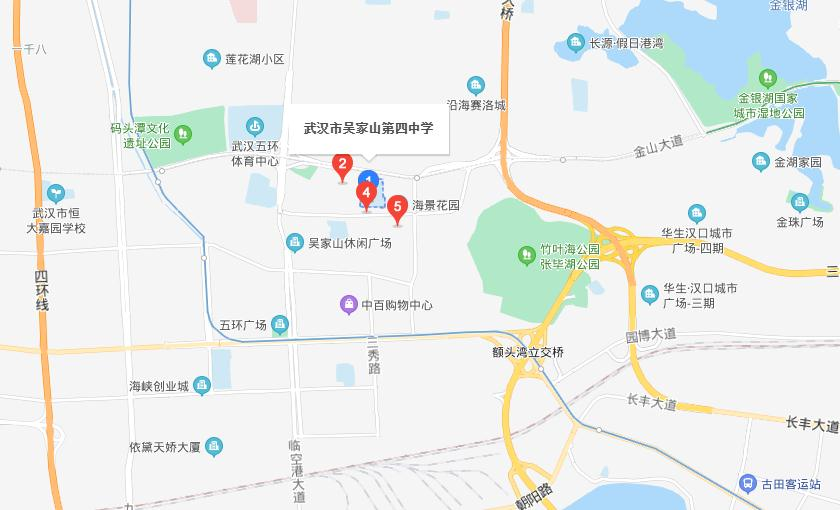 金银湖
大桥
一千八
长源·假日港湾
莲花湖小区
金银湖国家
城市湿地公园
沿海赛洛城
武汉市吴家山第四中学
码头潭文化
遗址公园
武汉五环
体育中心
金山大道
2
1
4
5
海景花园
金湖家园
武汉市恒
大嘉园学校
金珠广场
华生汉口城市
广场-四期
吴家山休闲广场
竹叶海公园
张毕湖公园
三
四环线
华生·汉口城市
广场-三期
中百购物中心
五环广场
园博大道
三秀路
额头湾立交桥
海峡创业城
长丰大道
长丰大道
依黛天娇大厦
临空港大道
古田客运站
朝阳路
九